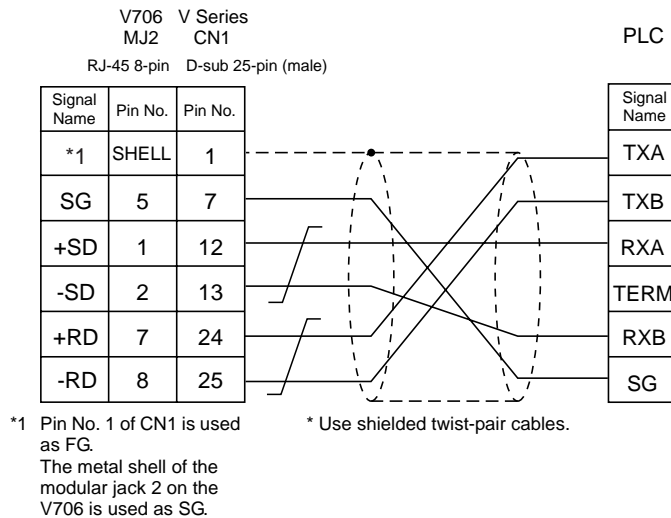 V706 V Series
MJ2 CN1 PLC
RJ-45 8-pin D-sub 25-pin (male)
Signal Name Pin No. Pin No. Signal Name
*1 SHELL 1 TXA
SG 5 7 TXB
+SD 1 12 RXA
-SD 2 13 TERM
+RD 7 24 RXB
-RD 8 25 SG
*1 Pin No. 1 of CN1 is used * Use shielded twist-pair cables.
as FG.
The metal shell of the
modular jack 2 on the
V706 is used as SG.